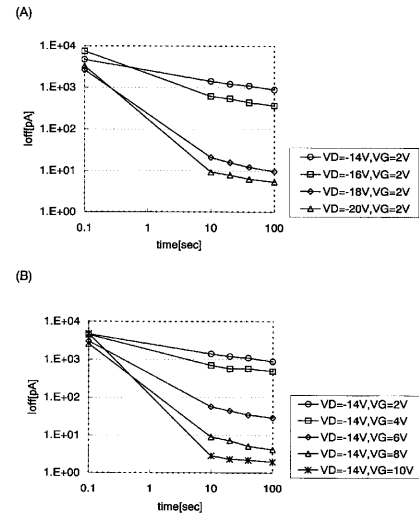 (A)
1.E+04
1.E+03
1.E+02
1.E+01
1.E+00
Ioff[pA]
0.1
1
10
100
time[sec]
VD=-14V,VG=2V
VD=-16V,VG=2V
VD=-18V,VG=2V
VD=-20V,VG=2V
(B)
1.E+04
1.E+03
1.E+02
1.E+01
1.E+00
Ioff[pA]
0.1
1
10
100
time[sec]
VD=-14V,VG=2V
VD=-14V,VG=4V
VD=-14V,VG=6V
VD=-14V,VG=8V
VD=-14V,VG=10V